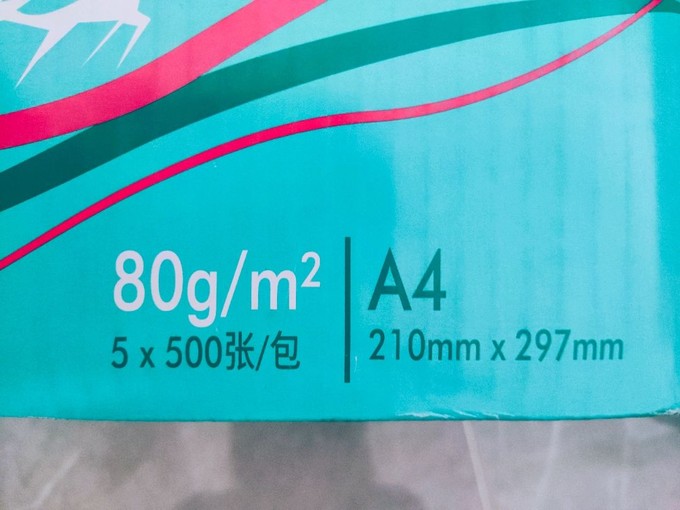 80g/m²
5 x 500张/包
A4
210mm x 297mm